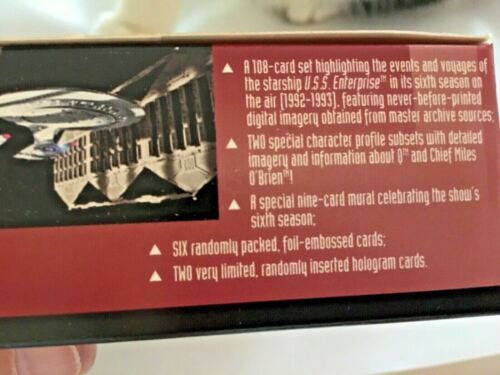 ▲ A 108-card set highlighting the events and voyages of
the starship U.S.S. Enterprise™ in its sixth season on
the air (1992-1993), featuring never-before-printed
digital imagery obtained from master archive sources;
▲ TWO special character profile subsets with detailed
imagery and information about Q™ and Chief Miles
O'Brien™!
▲ A special nine-card mural celebrating the show's
sixth season;
▲ SIX randomly packed, foil-embossed cards;
▲ TWO very limited, randomly inserted hologram cards.